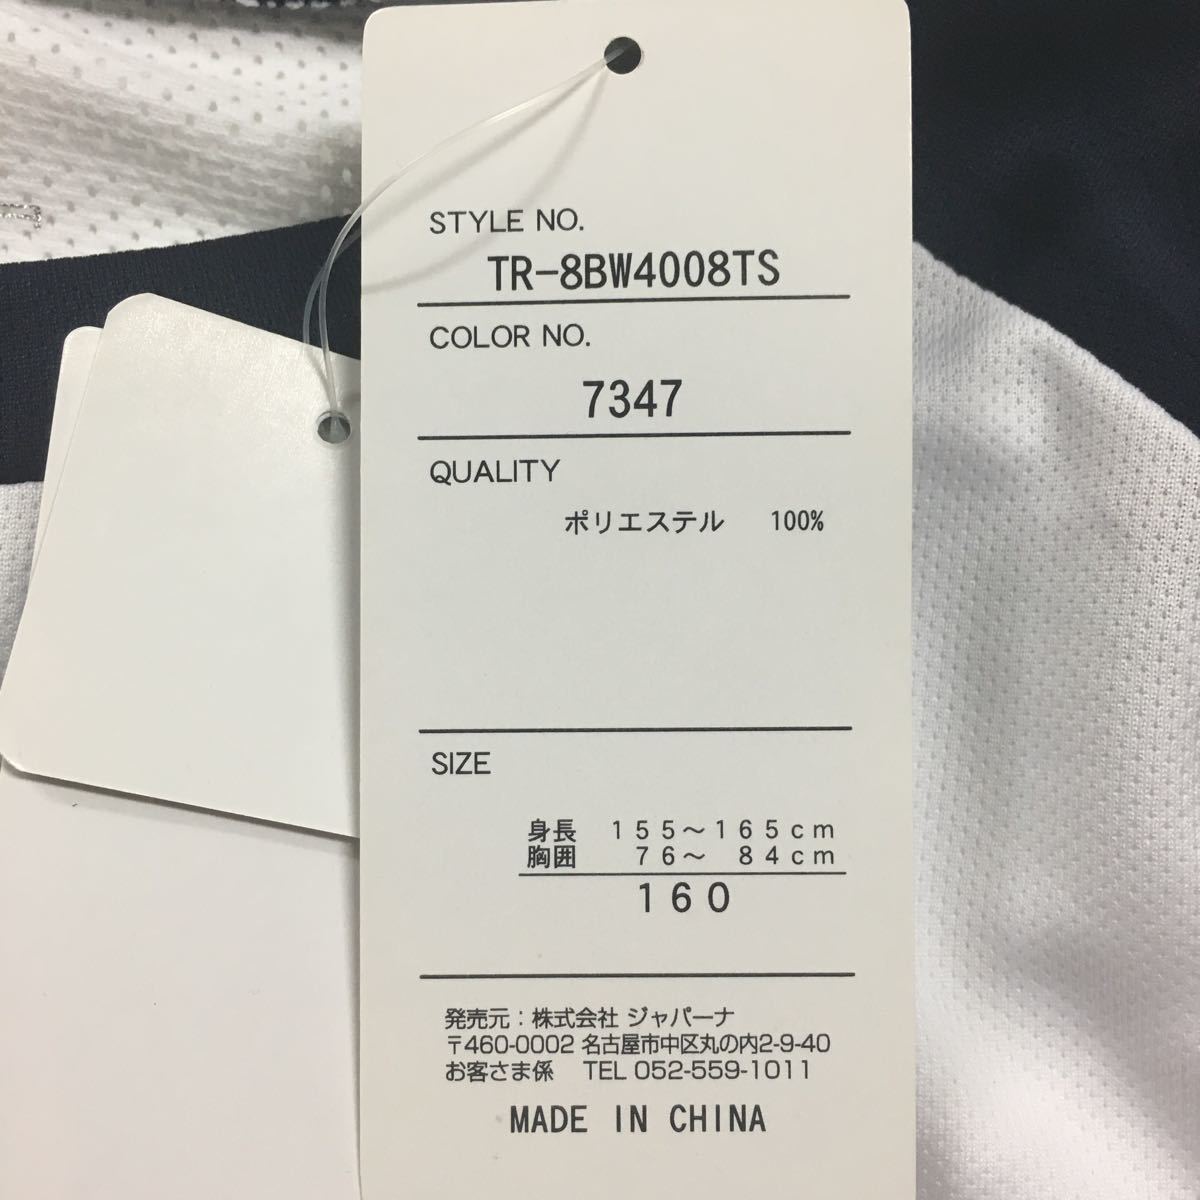 STYLE NO.
TR-8BW4008TS
COLOR NO.
7347
QUALITY
ポリエステル 100%
SIZE
身長 155～165cm
胸囲 76～ 84cm
160
発売元：株式会社 ジャパーナ
〒460-0002 名古屋市中区丸の内2-9-40
お客さま係 TEL 052-559-1011
MADE IN CHINA